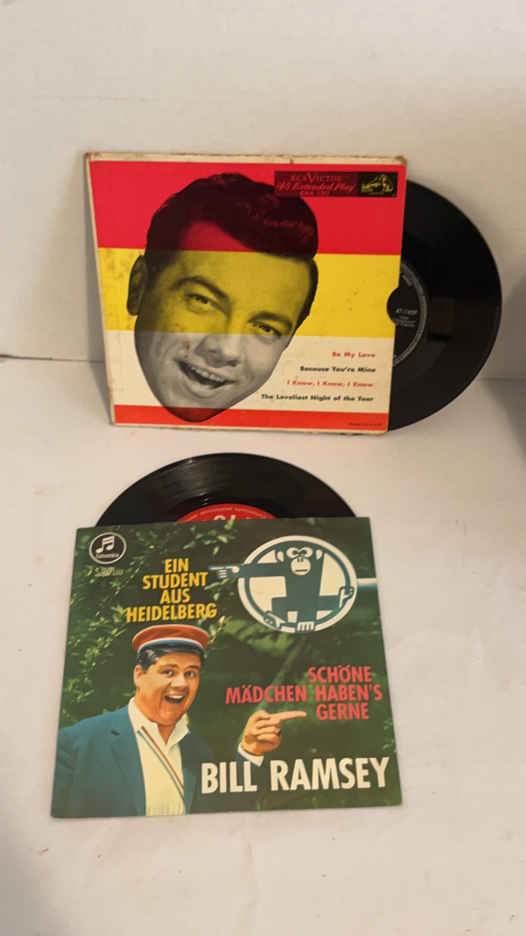 RCA VICTOR
45 Extended Play
Be My Love
Because You're Mine
I Know, I Know, I Know
The Loveliest Night of the Year
Columbia
EIN
STUDENT
AUS
HEIDELBERG
SCHÖNE
MÄDCHEN HABEN'S
GERNE
BILL RAMSEY